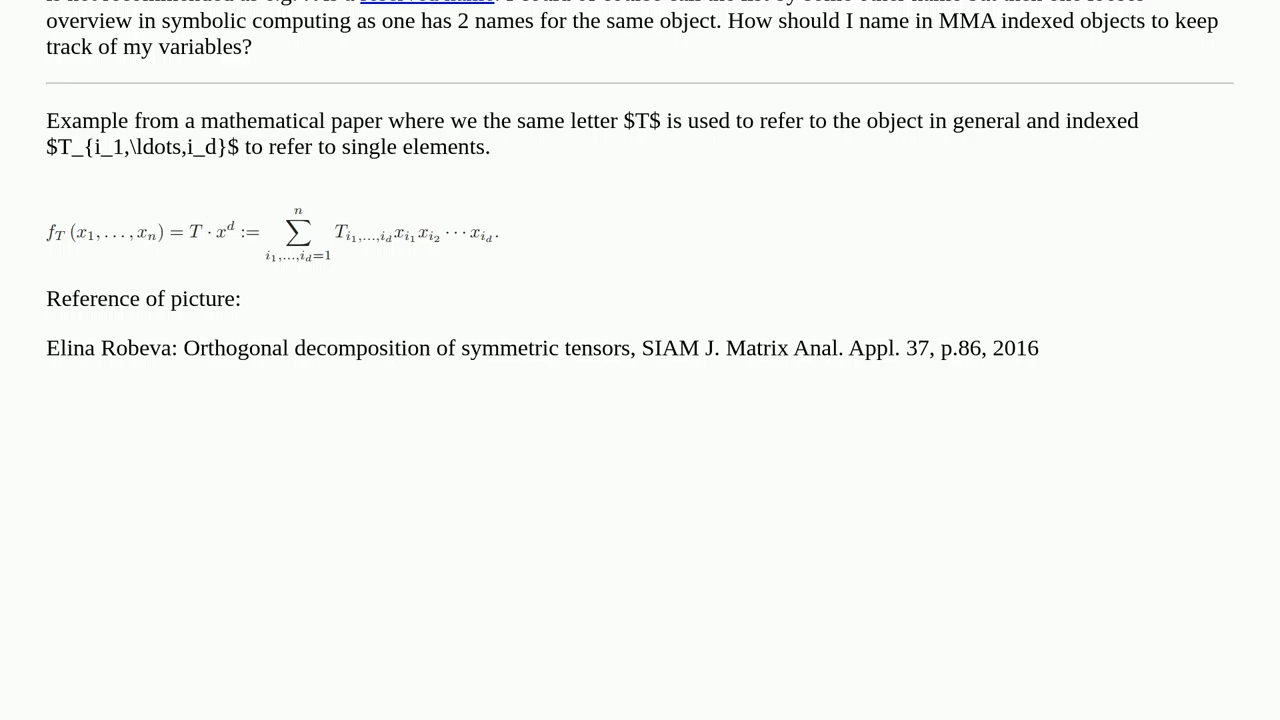 overview in symbolic computing as one has 2 names for the same object. How should I name in MMA indexed objects to keep
track of my variables?
Example from a mathematical paper where we the same letter $T$ is used to refer to the object in general and indexed
$T_{i_1,\ldots,i_d}$ to refer to single elements.
f_T (x_1, . . . , x_n) = T · x^d := \sum_{i_1,...,i_d=1}^{n} T_{i_1,...,i_d} x_{i_1} x_{i_2} · · · x_{i_d}.
Reference of picture:
Elina Robeva: Orthogonal decomposition of symmetric tensors, SIAM J. Matrix Anal. Appl. 37, p.86, 2016